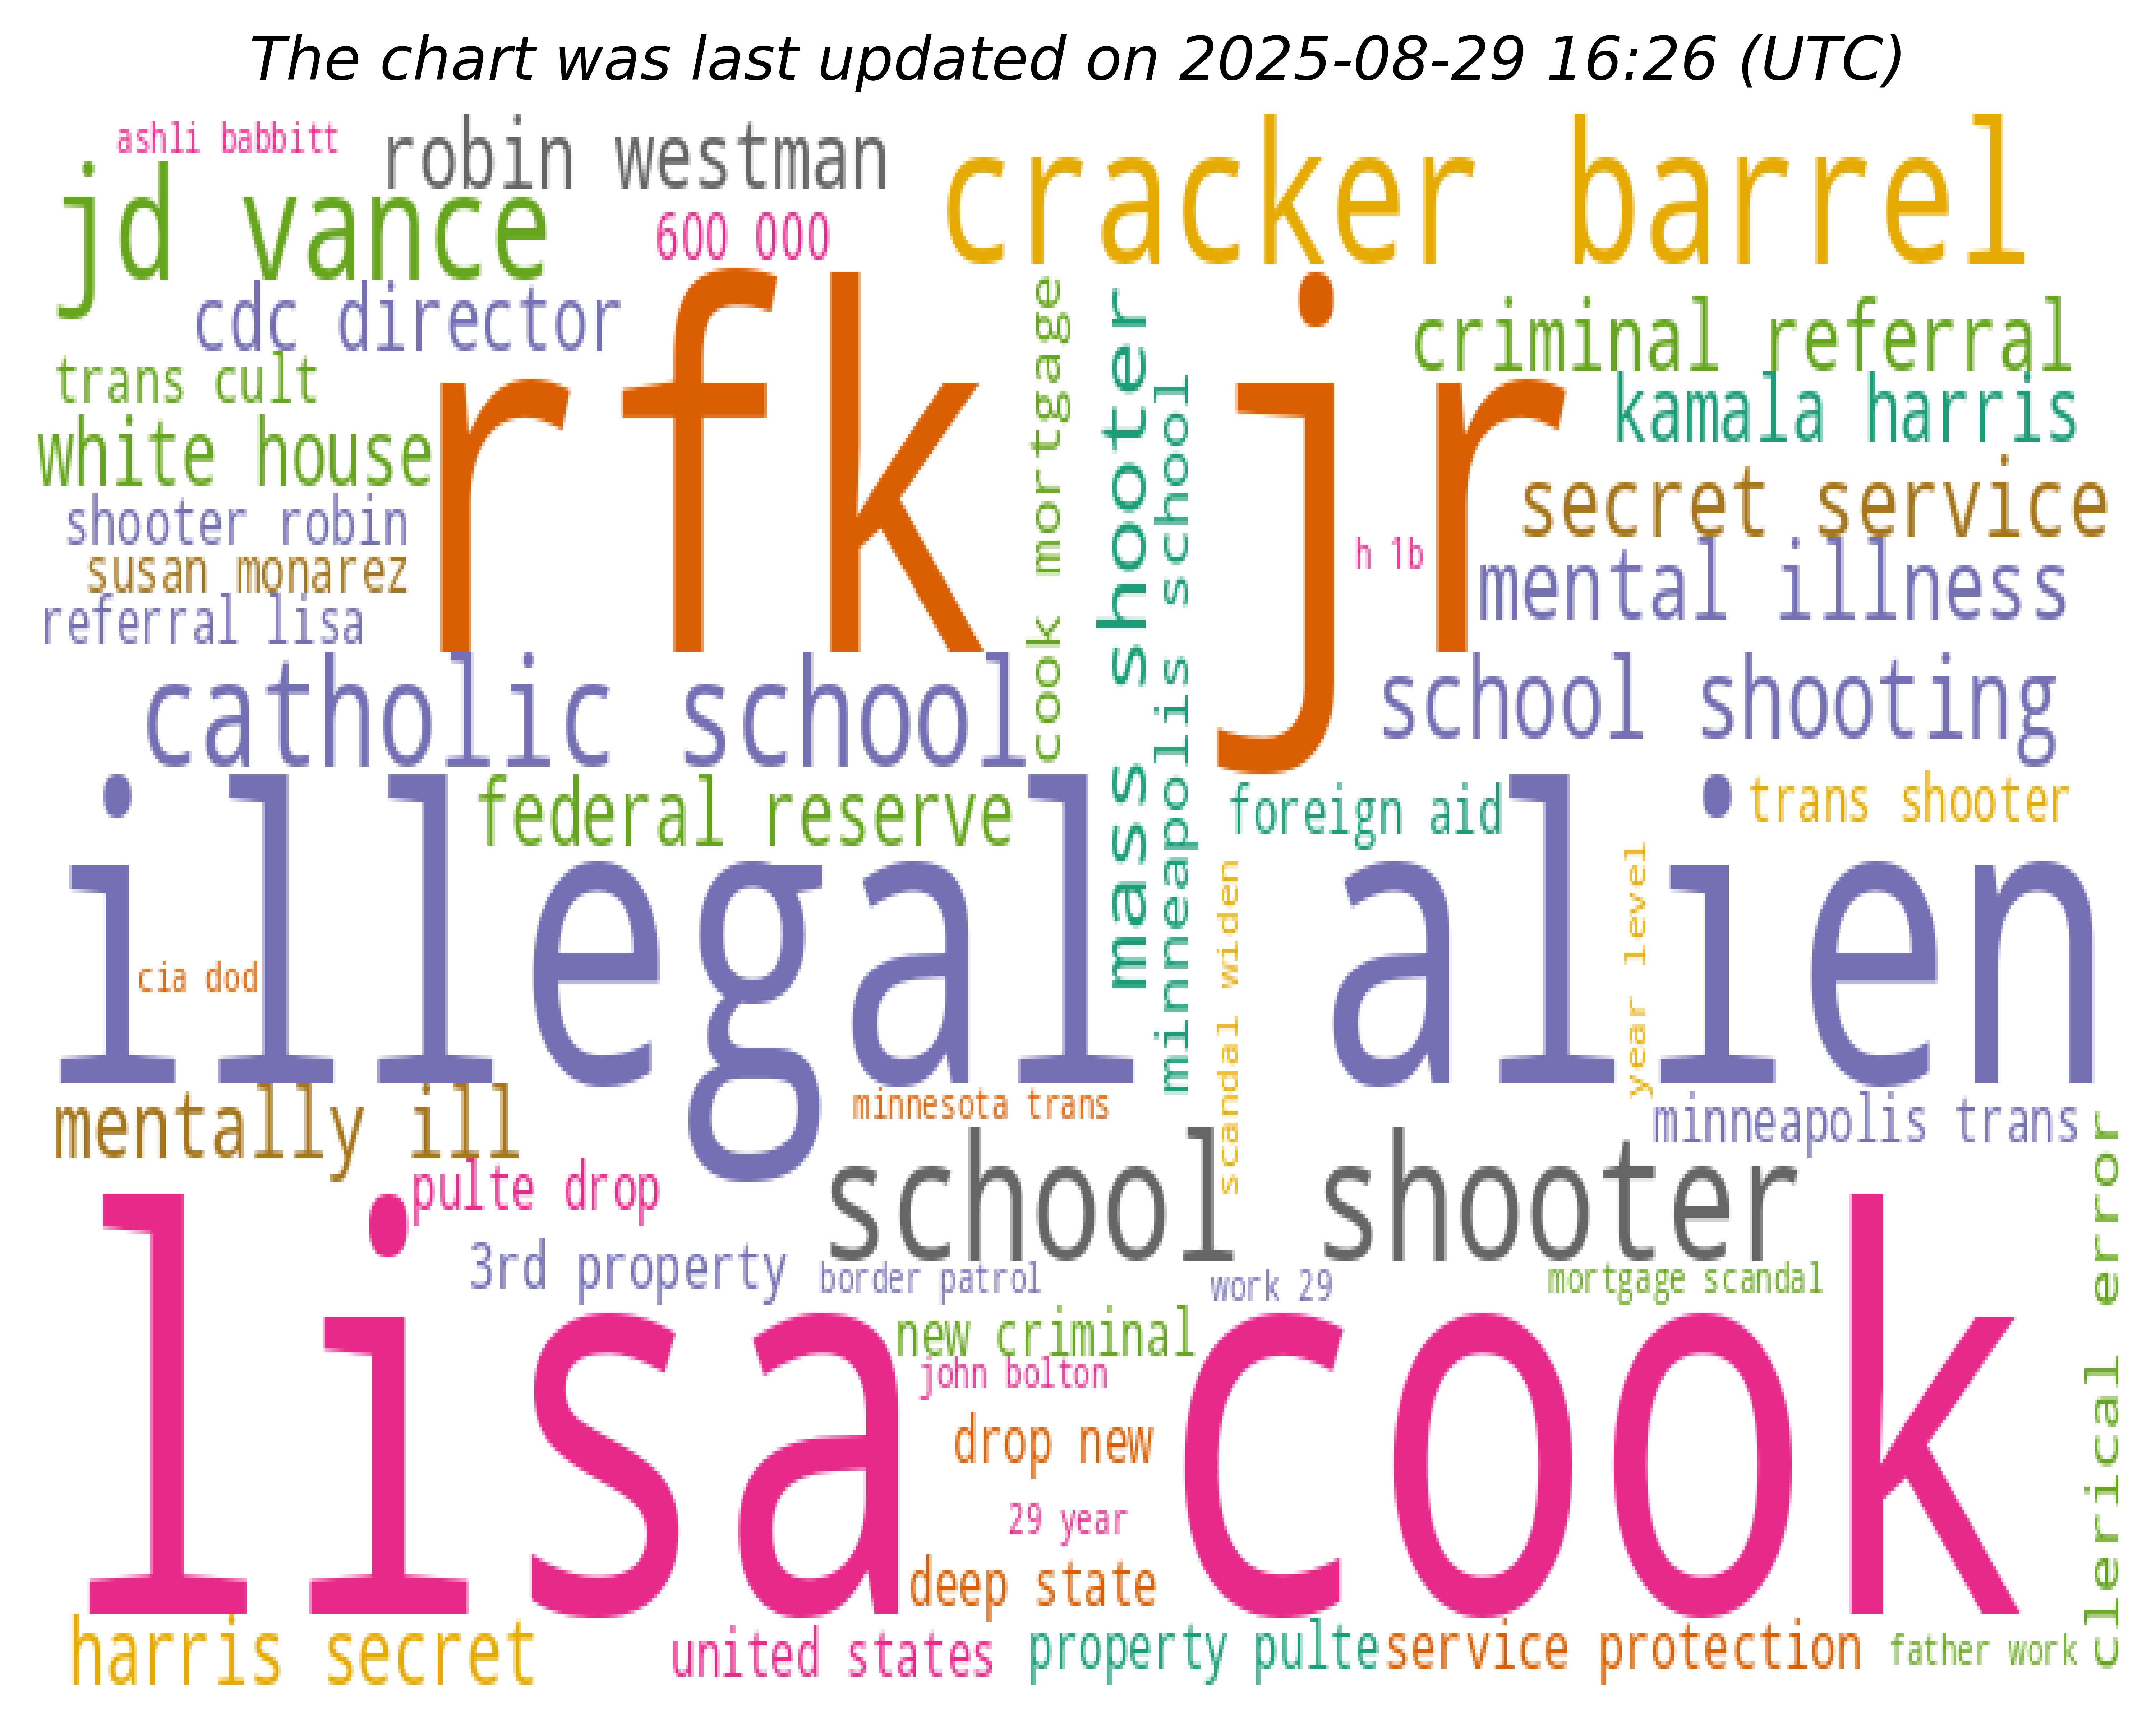 The chart was last updated on 2025-08-29 16:26 (UTC)
ashli babbitt
robin westman
cracker barrel
jd vance
600 000
cdc director
rfk jr
cook mortgage
mass shooter
minneapolis school
criminal referral
trans cult
kamala harris
white house
secret service
shooter robin
h 1b
mental illness
susan monarez
referral lisa
catholic school
school shooting
federal reserve
foreign aid
trans shooter
illegal alien
scandal widen
year level
cia dod
mentally ill
minnesota trans
minneapolis trans
pulte drop
school shooter
clerical error
3rd property
border patrol
work 29
mortgage scandal
lisa cook
new criminal
john bolton
drop new
29 year
deep state
harris secret
united states
property pulte
service protection
father work